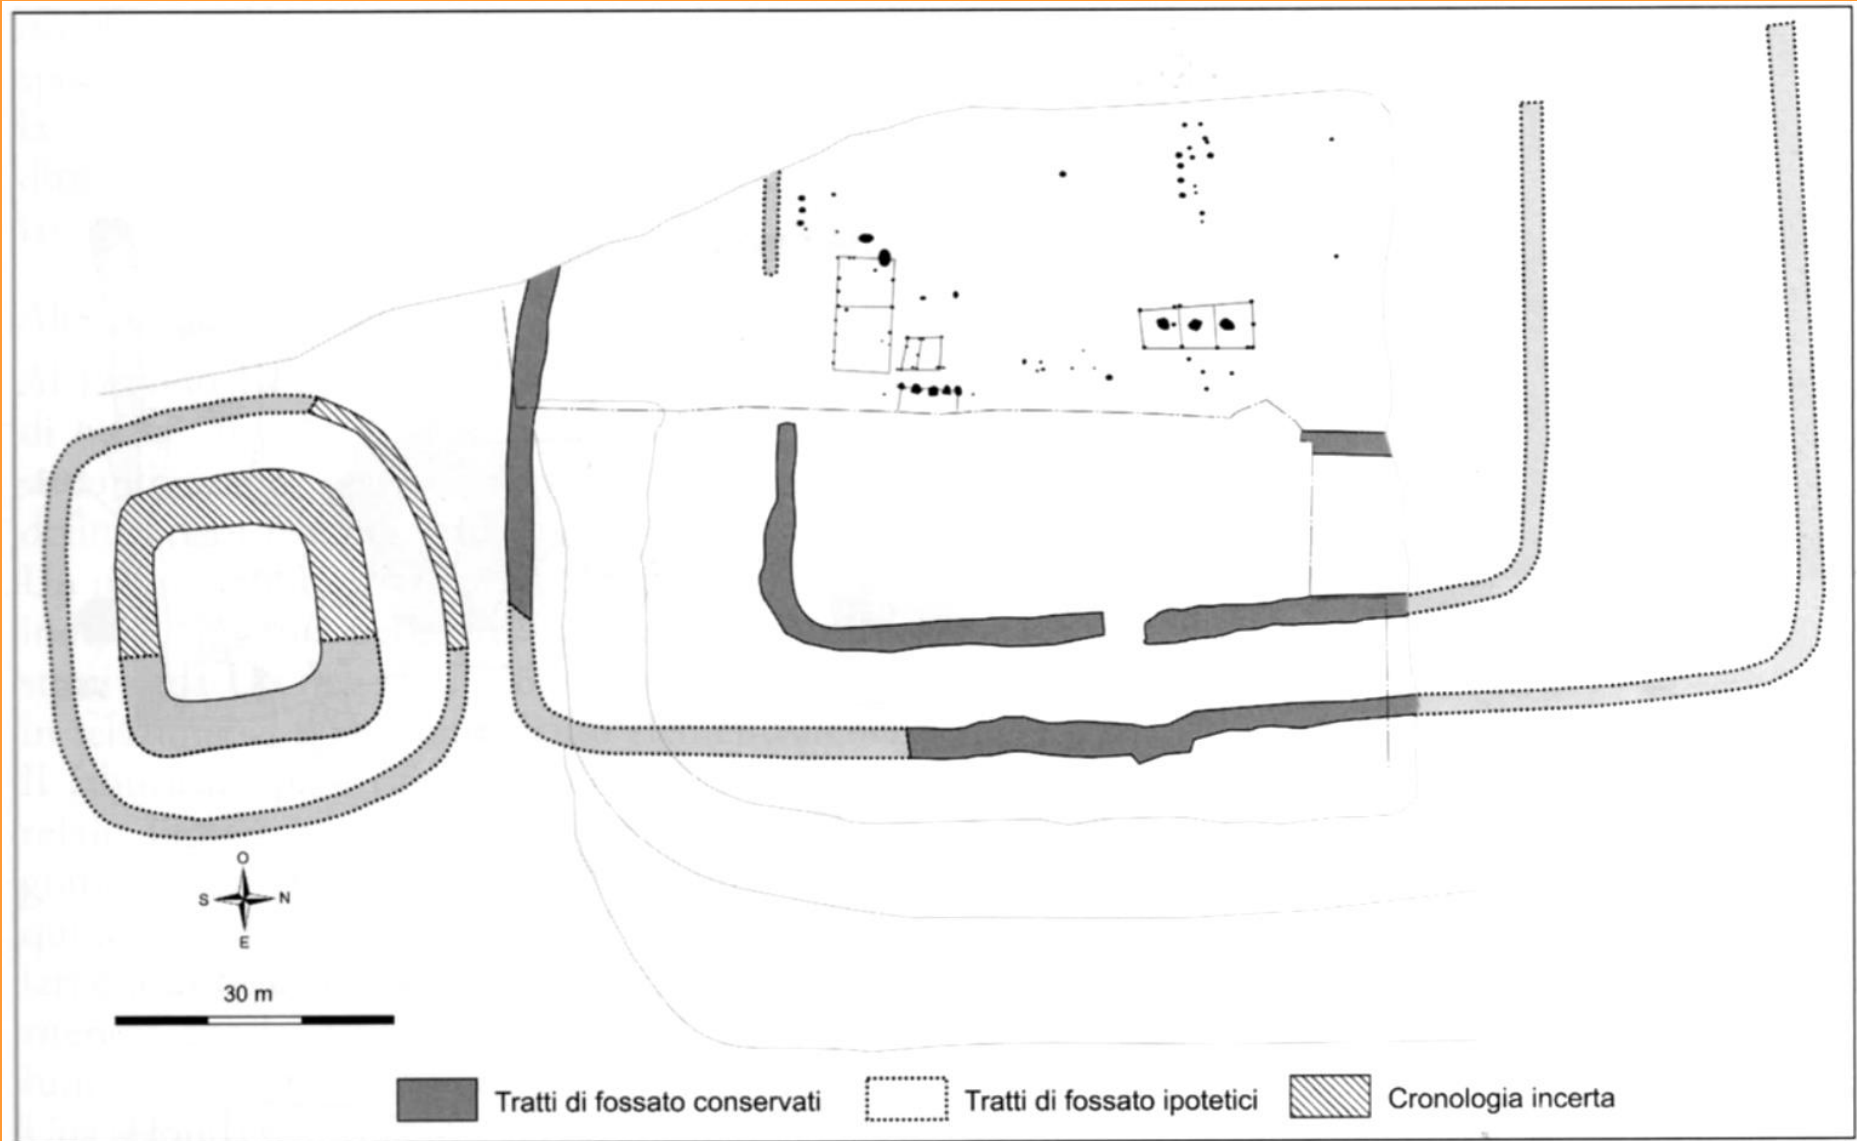 O
S N
E
30 m
Tratti di fossato conservati
Tratti di fossato ipotetici
Cronologia incerta